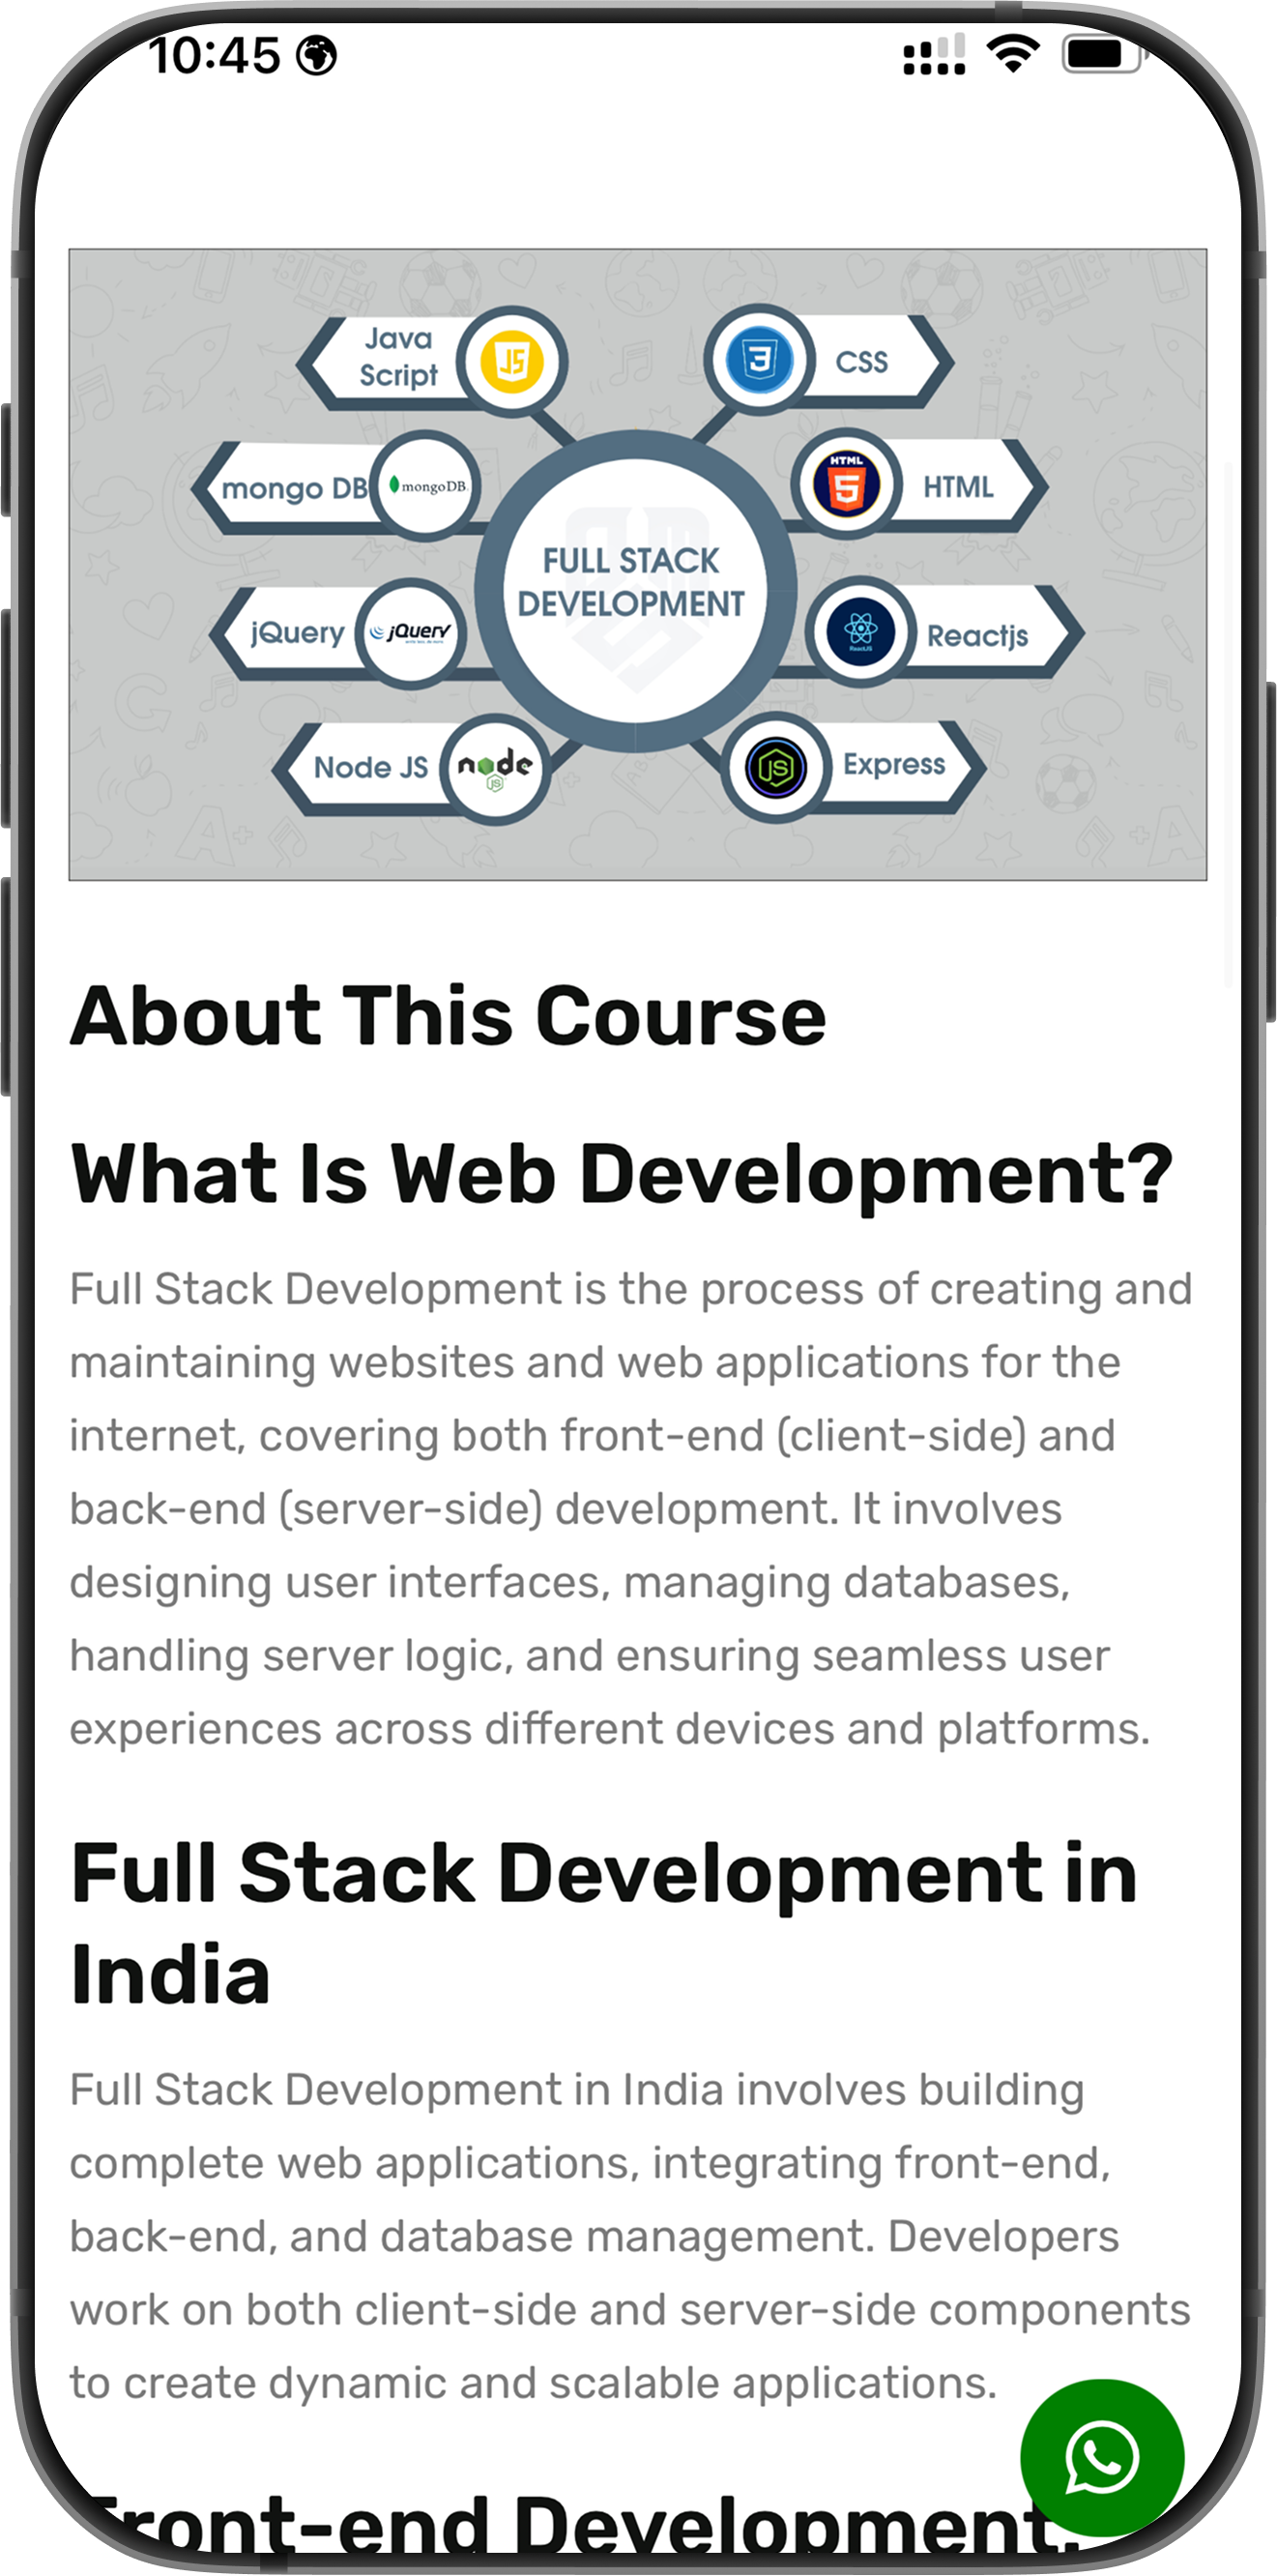 10:45
Java
Script
JS
3
CSS
mongo DB
mongoDB
HTML
5
HTML
FULL STACK
DEVELOPMENT
jQuery
jQuery
ReactJS
Reactjs
Node JS
node
JS
JS
Express
About This Course
What Is Web Development?
Full Stack Development is the process of creating and
maintaining websites and web applications for the
internet, covering both front-end (client-side) and
back-end (server-side) development. It involves
designing user interfaces, managing databases,
handling server logic, and ensuring seamless user
experiences across different devices and platforms.
Full Stack Development in
India
Full Stack Development in India involves building
complete web applications, integrating front-end,
back-end, and database management. Developers
work on both client-side and server-side components
to create dynamic and scalable applications.
Front-end Development: